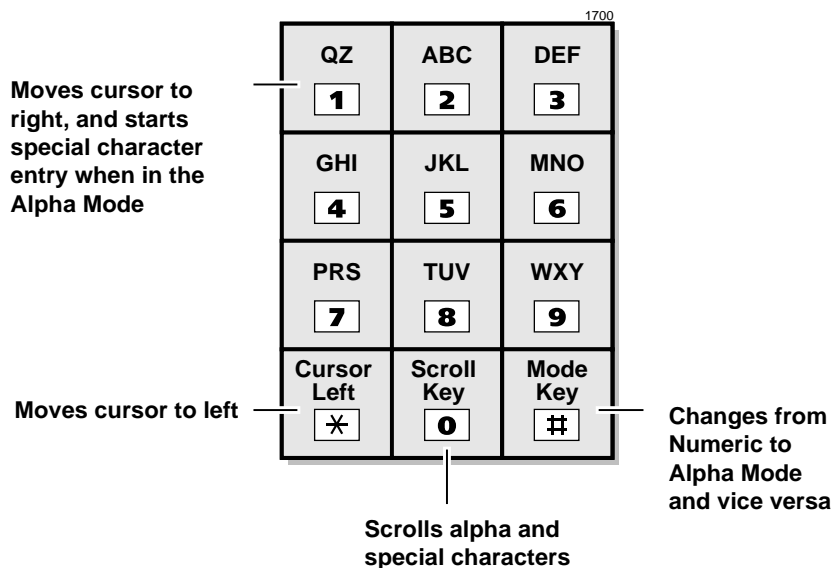 1700
QZ ABC DEF
1 2 3
Moves cursor to
right, and starts
special character
entry when in the
Alpha Mode
GHI JKL MNO
4 5 6
PRS TUV WXY
7 8 9
Cursor Left Scroll Key Mode Key
* 0 #
Moves cursor to left
Changes from
Numeric to
Alpha Mode
and vice versa
Scrolls alpha and
special characters